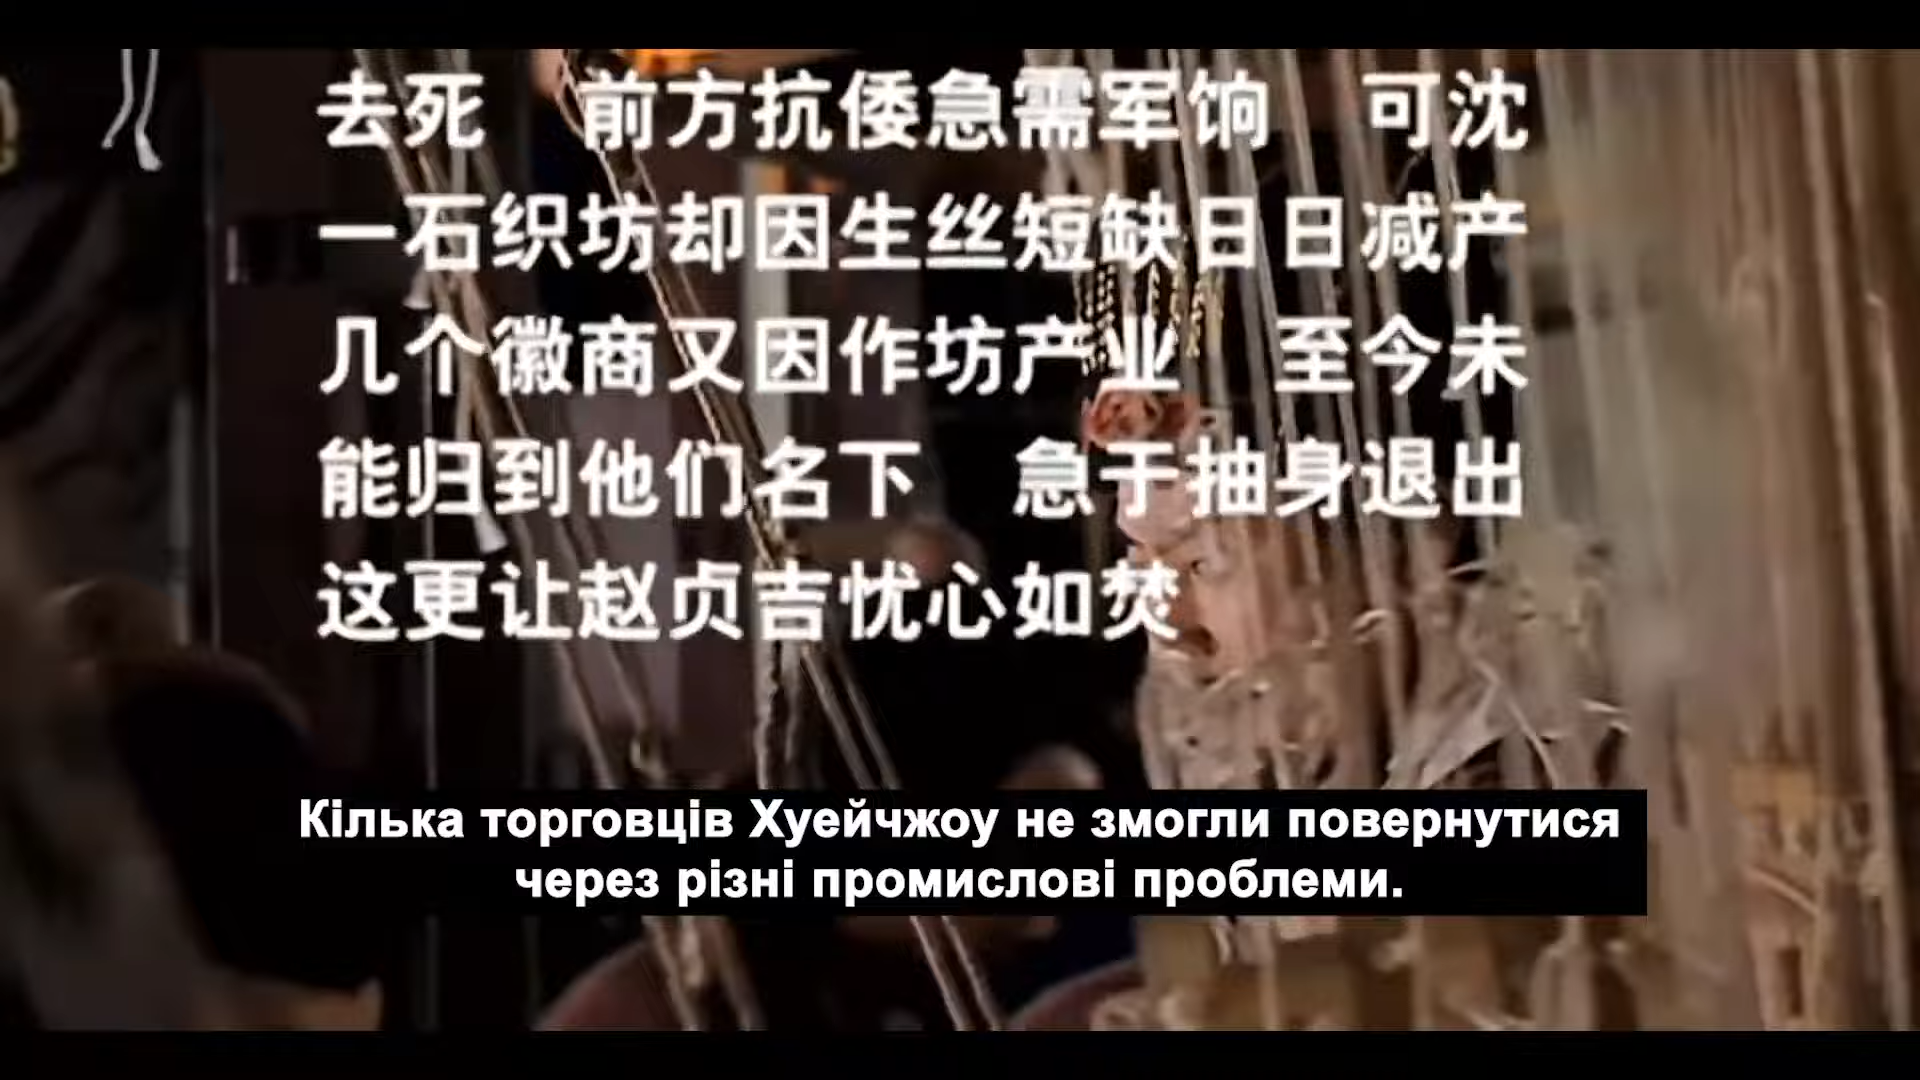 去死 前方抗倭急需军饷 可沈
一石织坊却因生丝短缺日日减产
几个徽商又因作坊产业 至今未
能归到他们名下 急于抽身退出
这更让赵贞吉忧心如焚
Кілька торговців Хуейчжоу не змогли повернутися
через різні промислові проблеми.